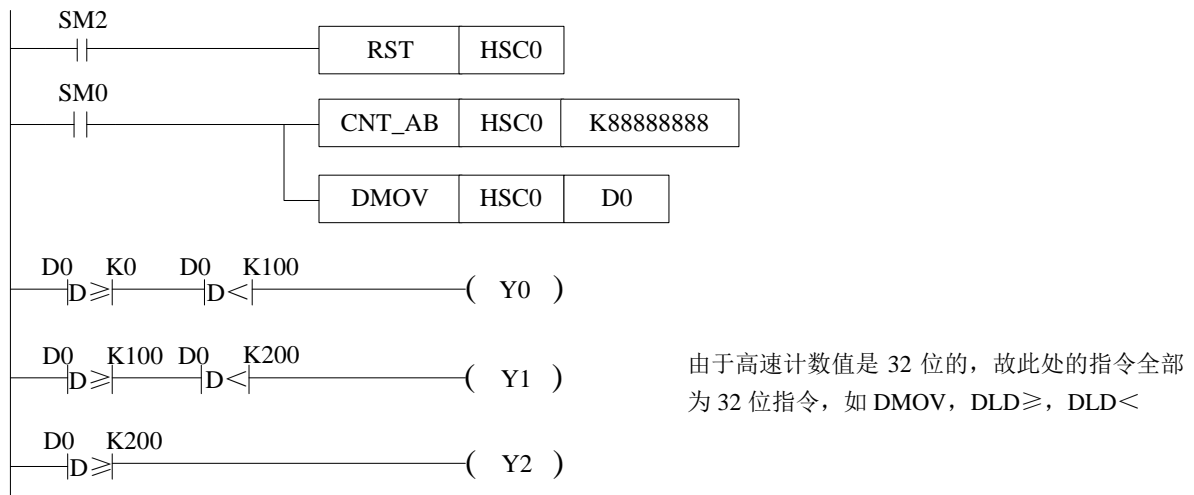 SM2
RST HSC0
SM0
CNT_AB HSC0 K88888888
DMOV HSC0 D0
D0 K0 D0 K100
D≥ D< ( Y0 )
D0 K100 D0 K200
D≥ D< ( Y1 )
由于高速计数值是 32 位的，故此处的指令全部
为 32 位指令，如 DMOV，DLD≥，DLD＜
D0 K200
D≥ ( Y2 )